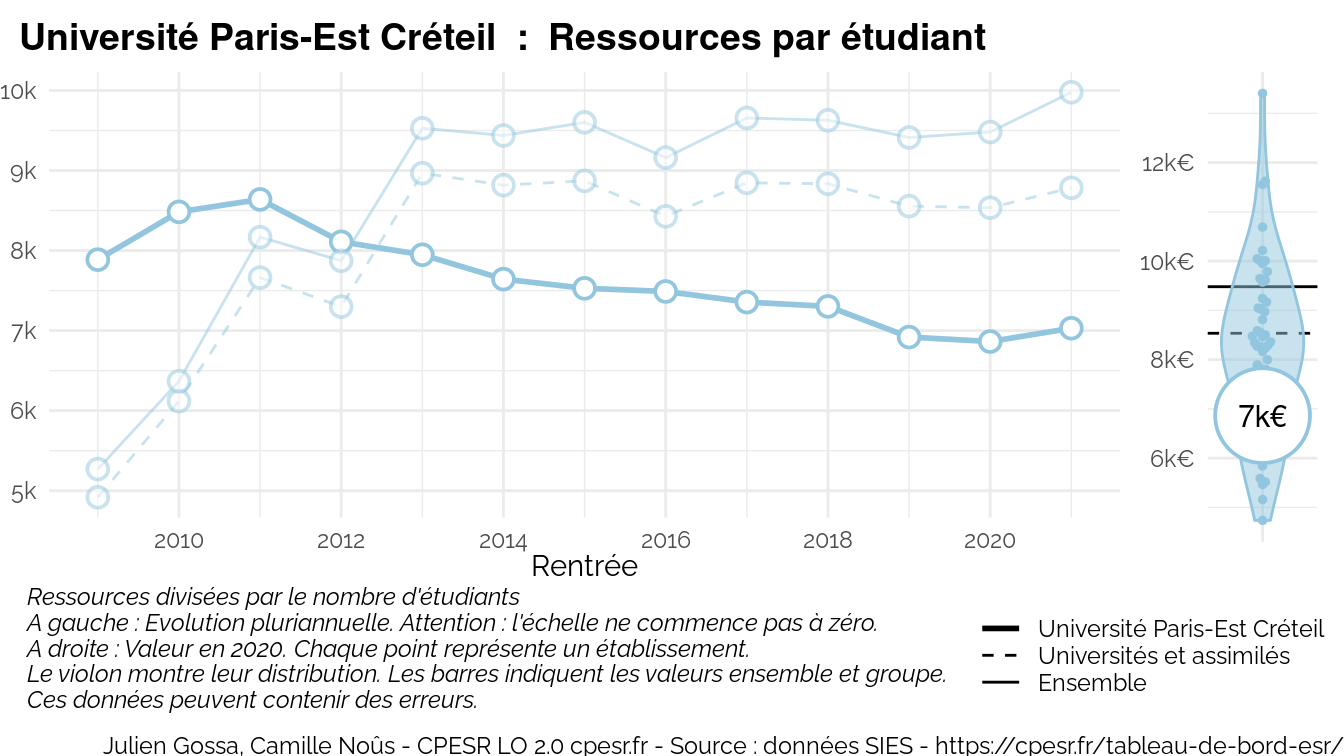 Université Paris-Est Créteil : Ressources par étudiant
10k
9k
8k
7k
6k
5k
2010 2012 2014 2016 2018 2020
Rentrée
12k€
10k€
8k€
6k€
7k€
Ressources divisées par le nombre d'étudiants
A gauche : Evolution pluriannuelle. Attention : l'échelle ne commence pas à zéro.
A droite : Valeur en 2020. Chaque point représente un établissement.
Le violon montre leur distribution. Les barres indiquent les valeurs ensemble et groupe.
Ces données peuvent contenir des erreurs.
Université Paris-Est Créteil
Universités et assimilés
Ensemble
Julien Gossa, Camille Noûs - CPESR LO 2.0 cpesr.fr - Source : données SIES - https://cpesr.fr/tableau-de-bord-esr/